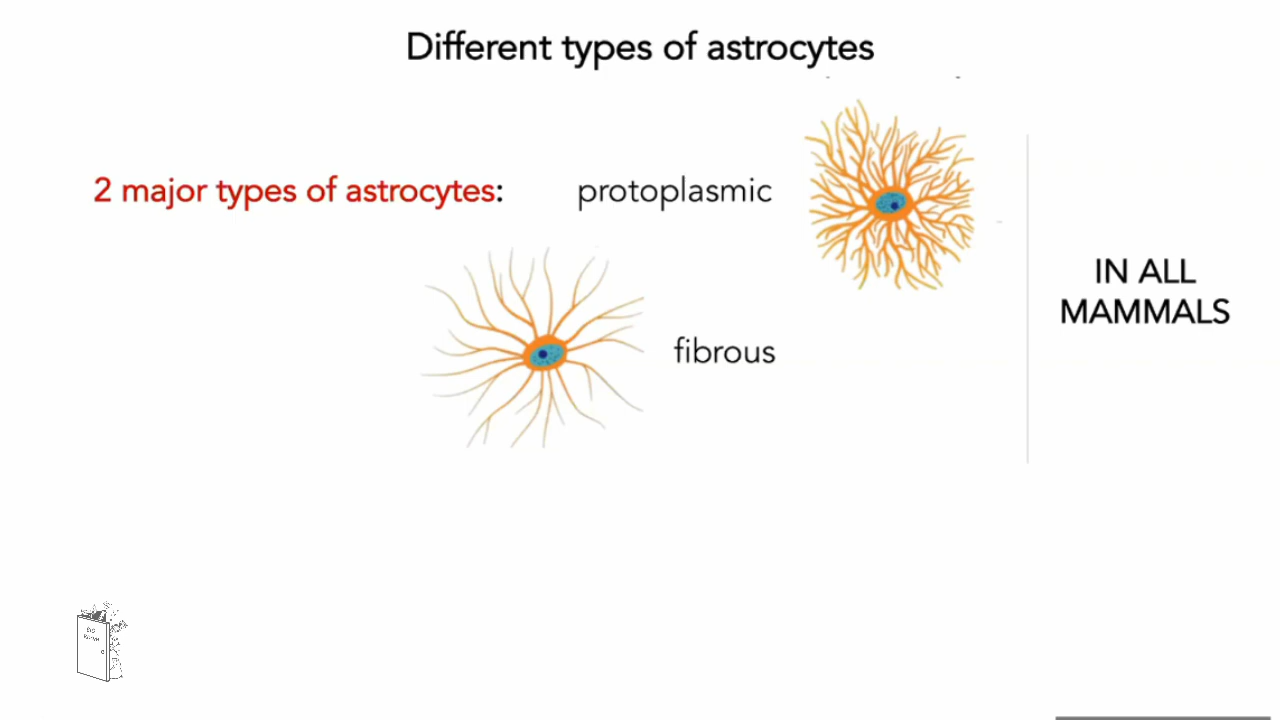 Different types of astrocytes
2 major types of astrocytes: protoplasmic
fibrous
IN ALL
MAMMALS